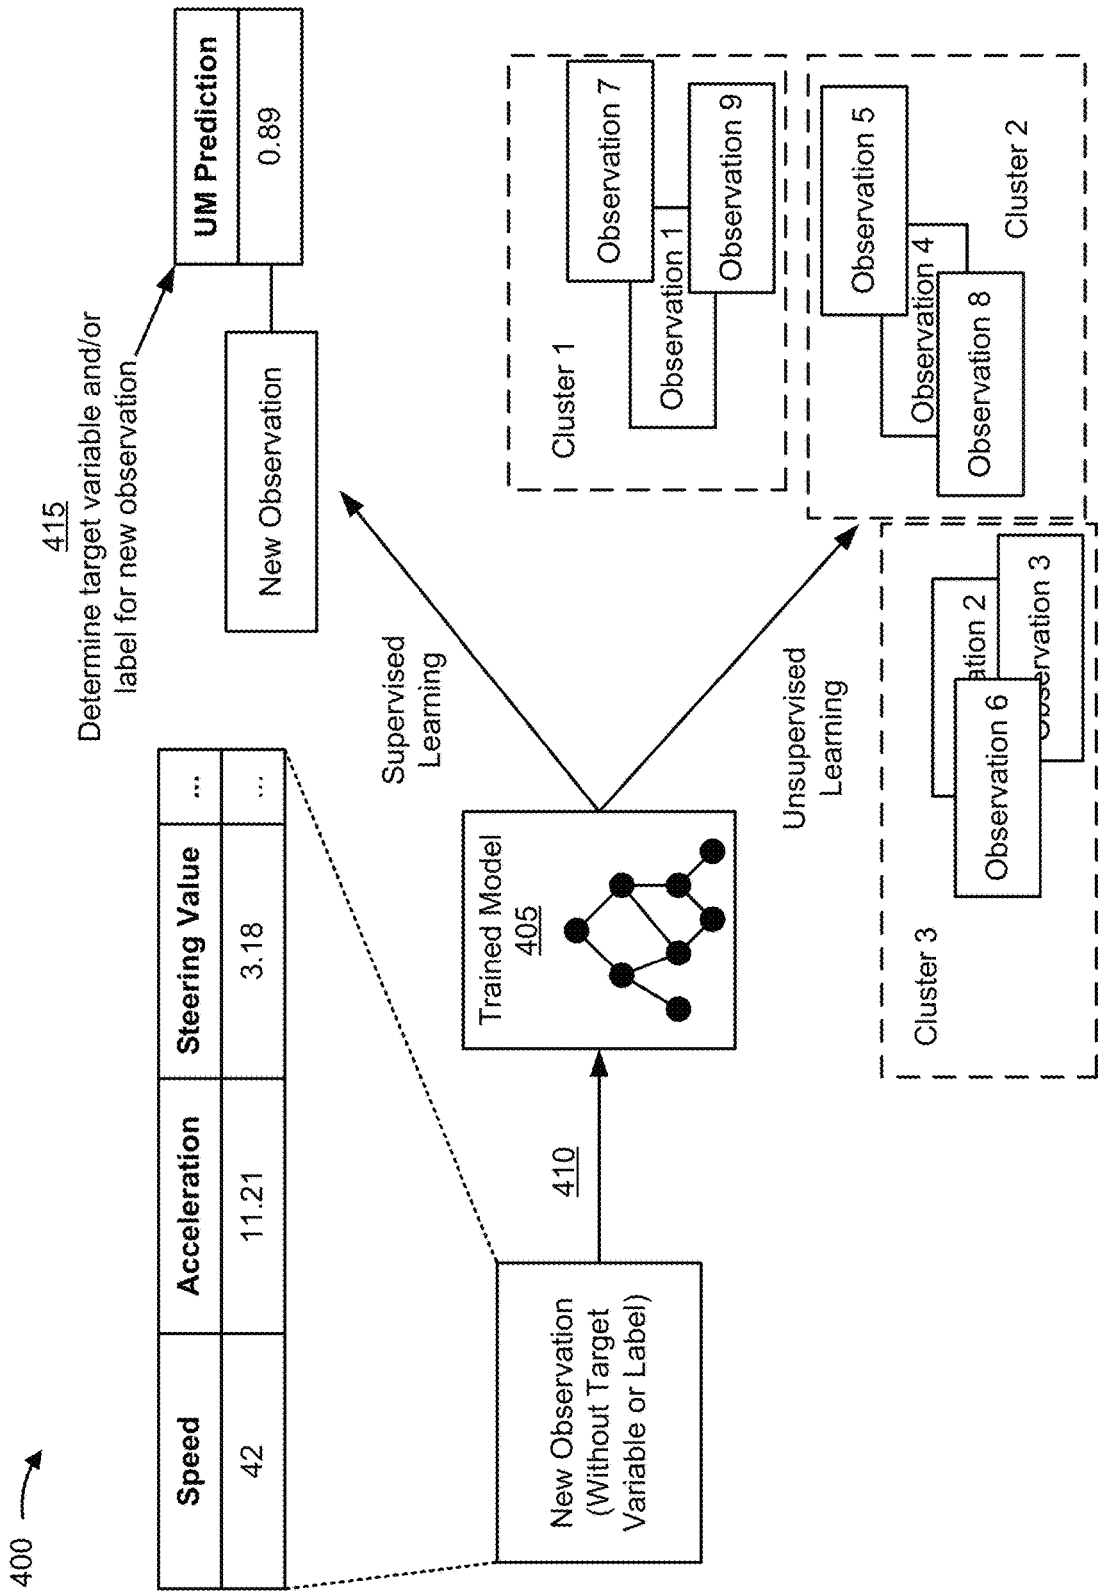 400
Speed Acceleration Steering Value ...
42 11.21 3.18 ...
415
Determine target variable and/or
label for new observation
UM Prediction
0.89
New Observation
New Observation
(Without Target
Variable or Label)
410
Trained Model
405
Supervised
Learning
Unsupervised
Learning
Cluster 1
Observation 7
Observation 1
Observation 9
Observation 5
Observation 4
Observation 8
Cluster 2
ation 2
Observation 6
bservation 3
Cluster 3